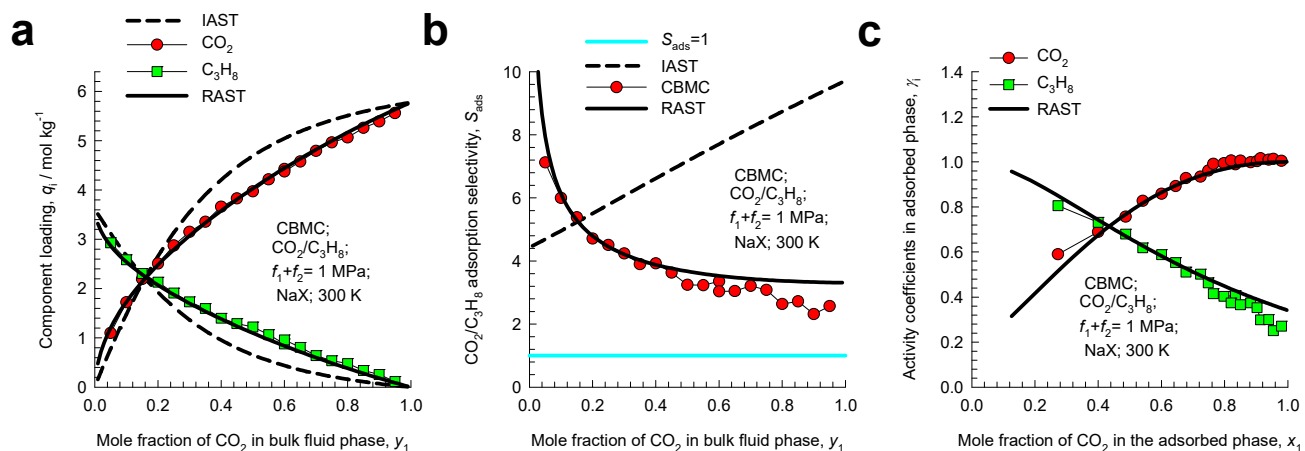 a
IAST
CO₂
C₃H₈
RAST
Component loading, qᵢ / mol kg⁻¹
6
5
4
3
2
1
0
CBMC;
CO₂/C₃H₈;
f₁+f₂= 1 MPa;
NaX; 300 K
0.0 0.2 0.4 0.6 0.8 1.0
Mole fraction of CO₂ in bulk fluid phase, y₁
b
Sₐdₛ=1
IAST
CBMC
RAST
CO₂/C₃H₈ adsorption selectivity, Sₐdₛ
10
8
6
4
2
0
CBMC;
CO₂/C₃H₈;
f₁+f₂= 1 MPa;
NaX; 300 K
0.0 0.2 0.4 0.6 0.8 1.0
Mole fraction of CO₂ in bulk fluid phase, y₁
c
CO₂
C₃H₈
RAST
Activity coefficients in adsorbed phase, γᵢ
1.4
1.2
1.0
0.8
0.6
0.4
0.2
0.0
CBMC;
CO₂/C₃H₈;
f₁+f₂= 1 MPa;
NaX; 300 K
0.0 0.2 0.4 0.6 0.8 1.0
Mole fraction of CO₂ in the adsorbed phase, x₁